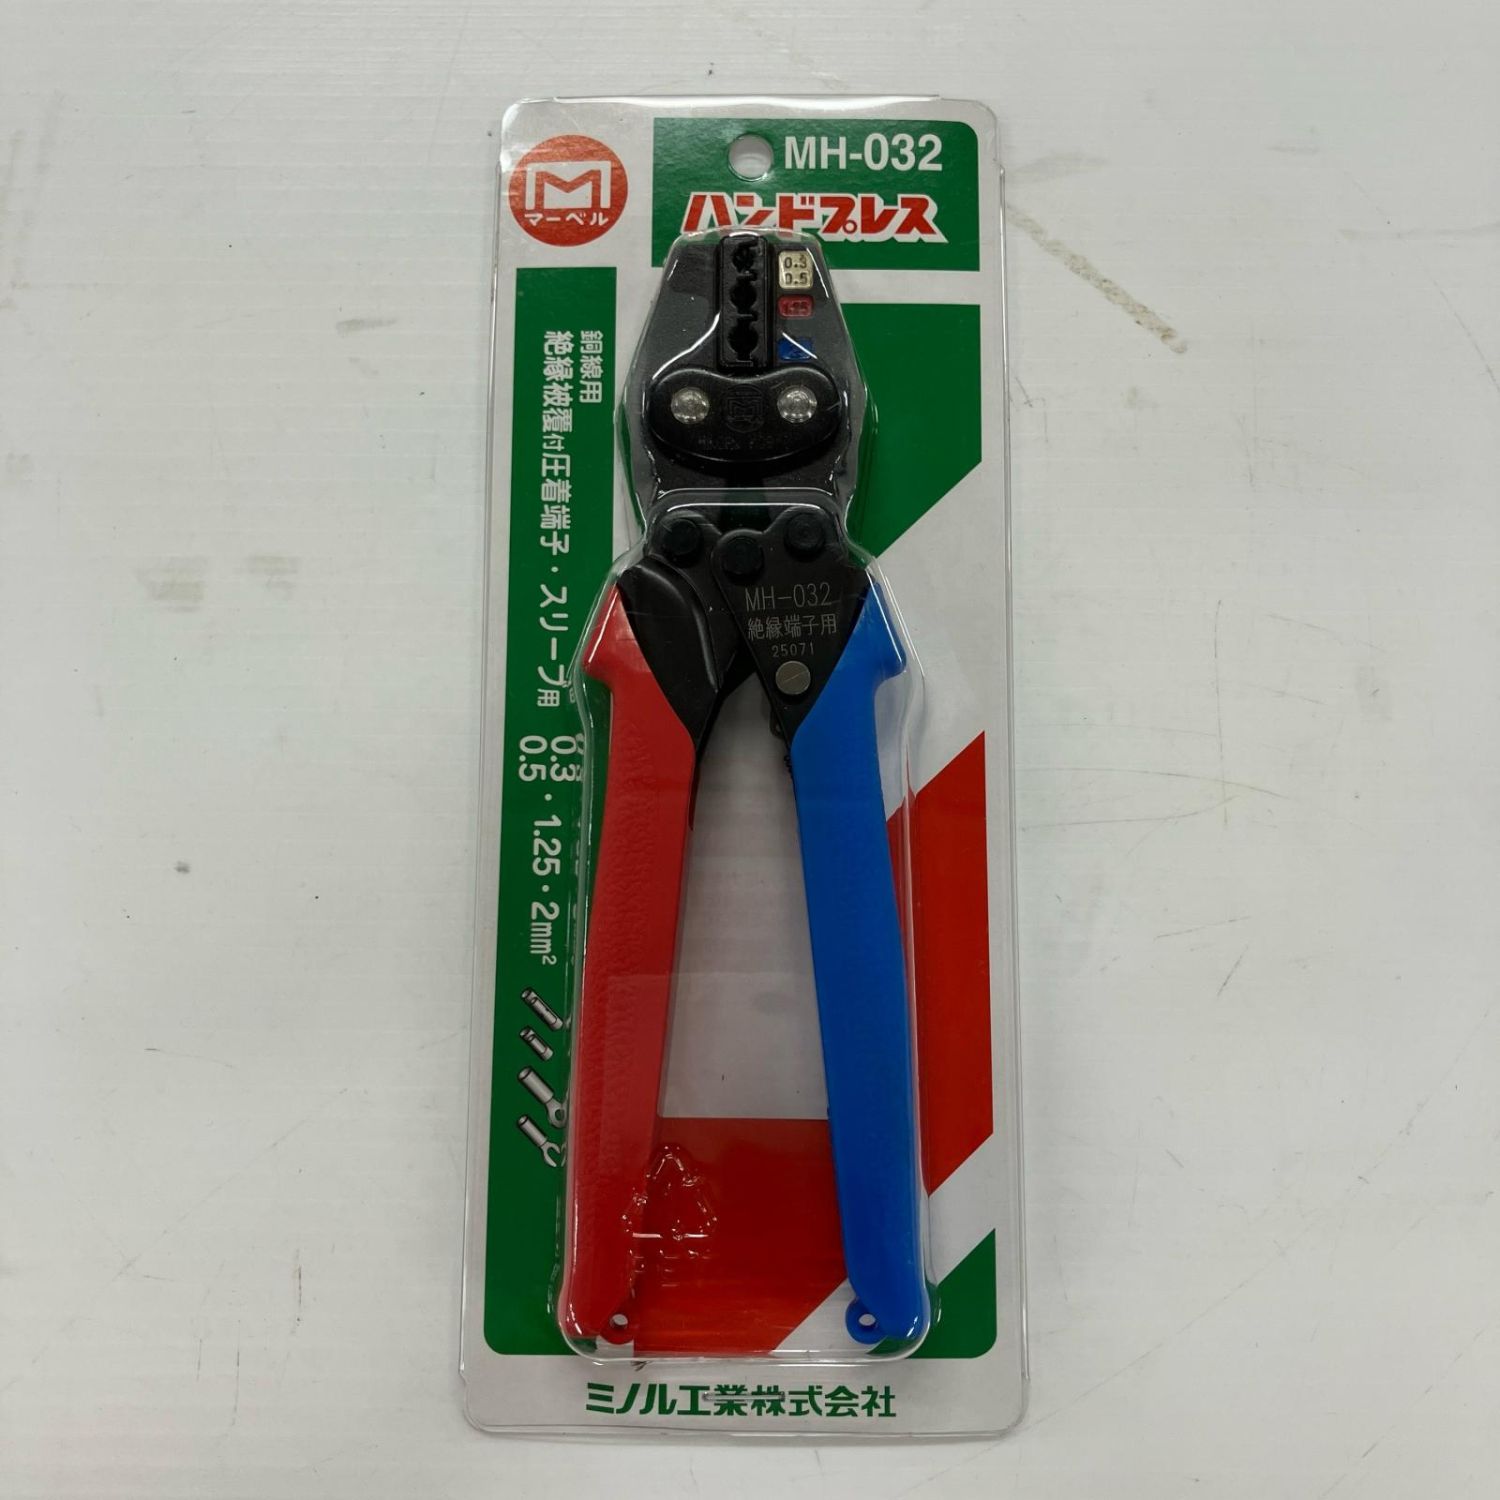 MH-032
マーベル
ハンドプレス
0.3
0.5
1.25
2
銅線用
絶縁被覆付圧着端子・スリーブ用
0.3
0.5・1.25・2mm²
MH-032
絶縁端子用
25071
ミノル工業株式会社